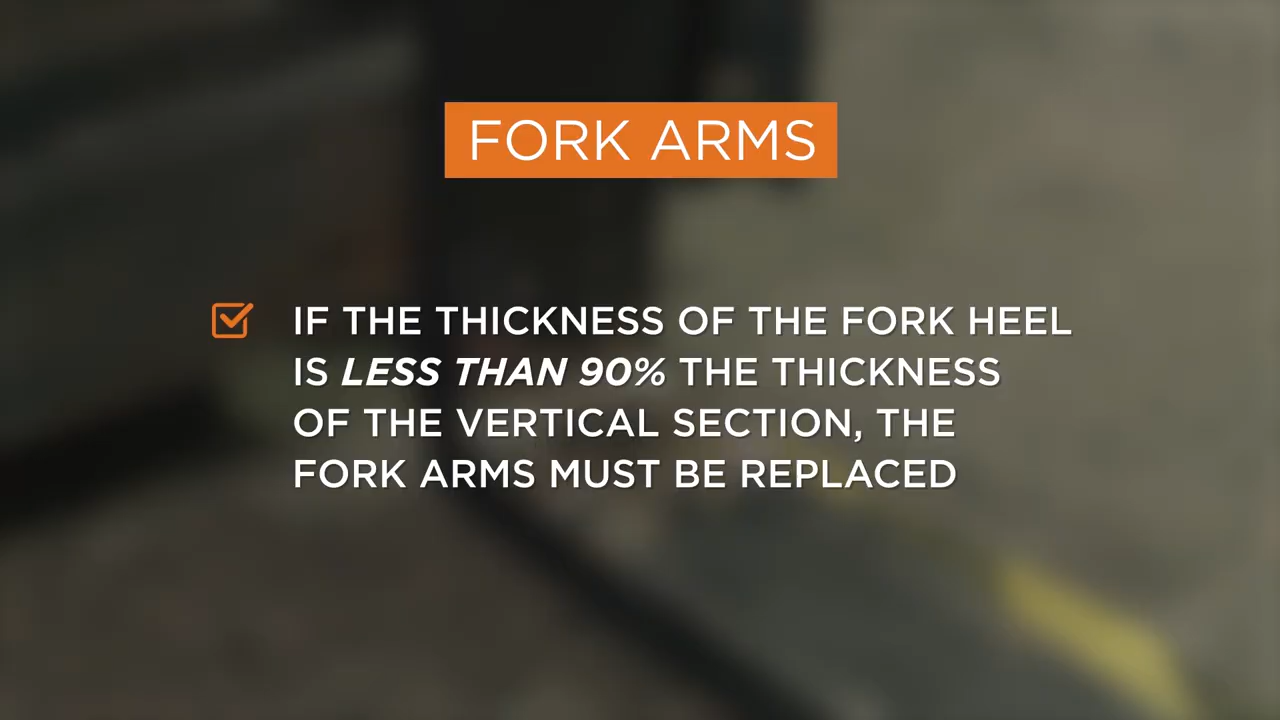 FORK ARMS
IF THE THICKNESS OF THE FORK HEEL
IS LESS THAN 90% THE THICKNESS
OF THE VERTICAL SECTION, THE
FORK ARMS MUST BE REPLACED